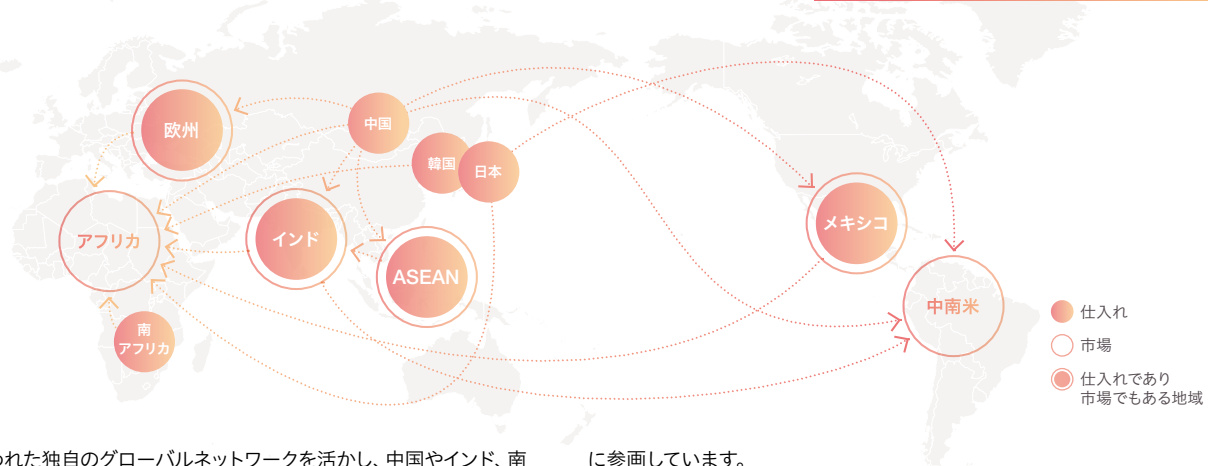 欧州
中国
韓国
日本
アフリカ
インド
ASEAN
メキシコ
中南米
南
アフリカ
仕入れ
市場
仕入れであり
市場でもある地域
われた独自のグローバルネットワークを活かし、中国やインド、南
に参画しています。